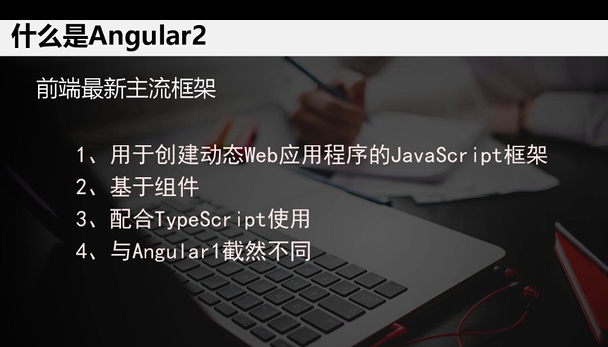 什么是Angular2
前端最新主流框架
1、用于创建动态Web应用程序的JavaScript框架
2、基于组件
3、配合TypeScript使用
4、与Angular1截然不同